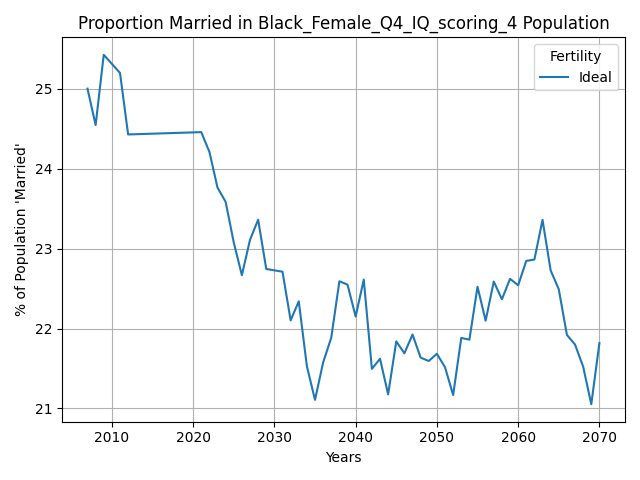 Proportion Married in Black_Female_Q4_IQ_scoring_4 Population
Fertility
Ideal
% of Population 'Married'
25
24
23
22
21
2010 2020 2030 2040 2050 2060 2070
Years